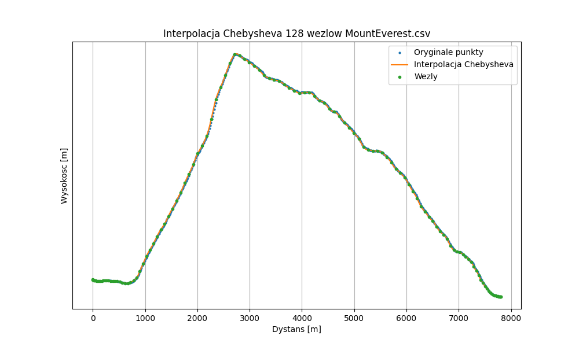 Interpolacja Chebysheva 128 wezlow MountEverest.csv
Oryginalne punkty
Interpolacja Chebysheva
Wezly
Wysokosc [m]
0 1000 2000 3000 4000 5000 6000 7000 8000
Dystans [m]